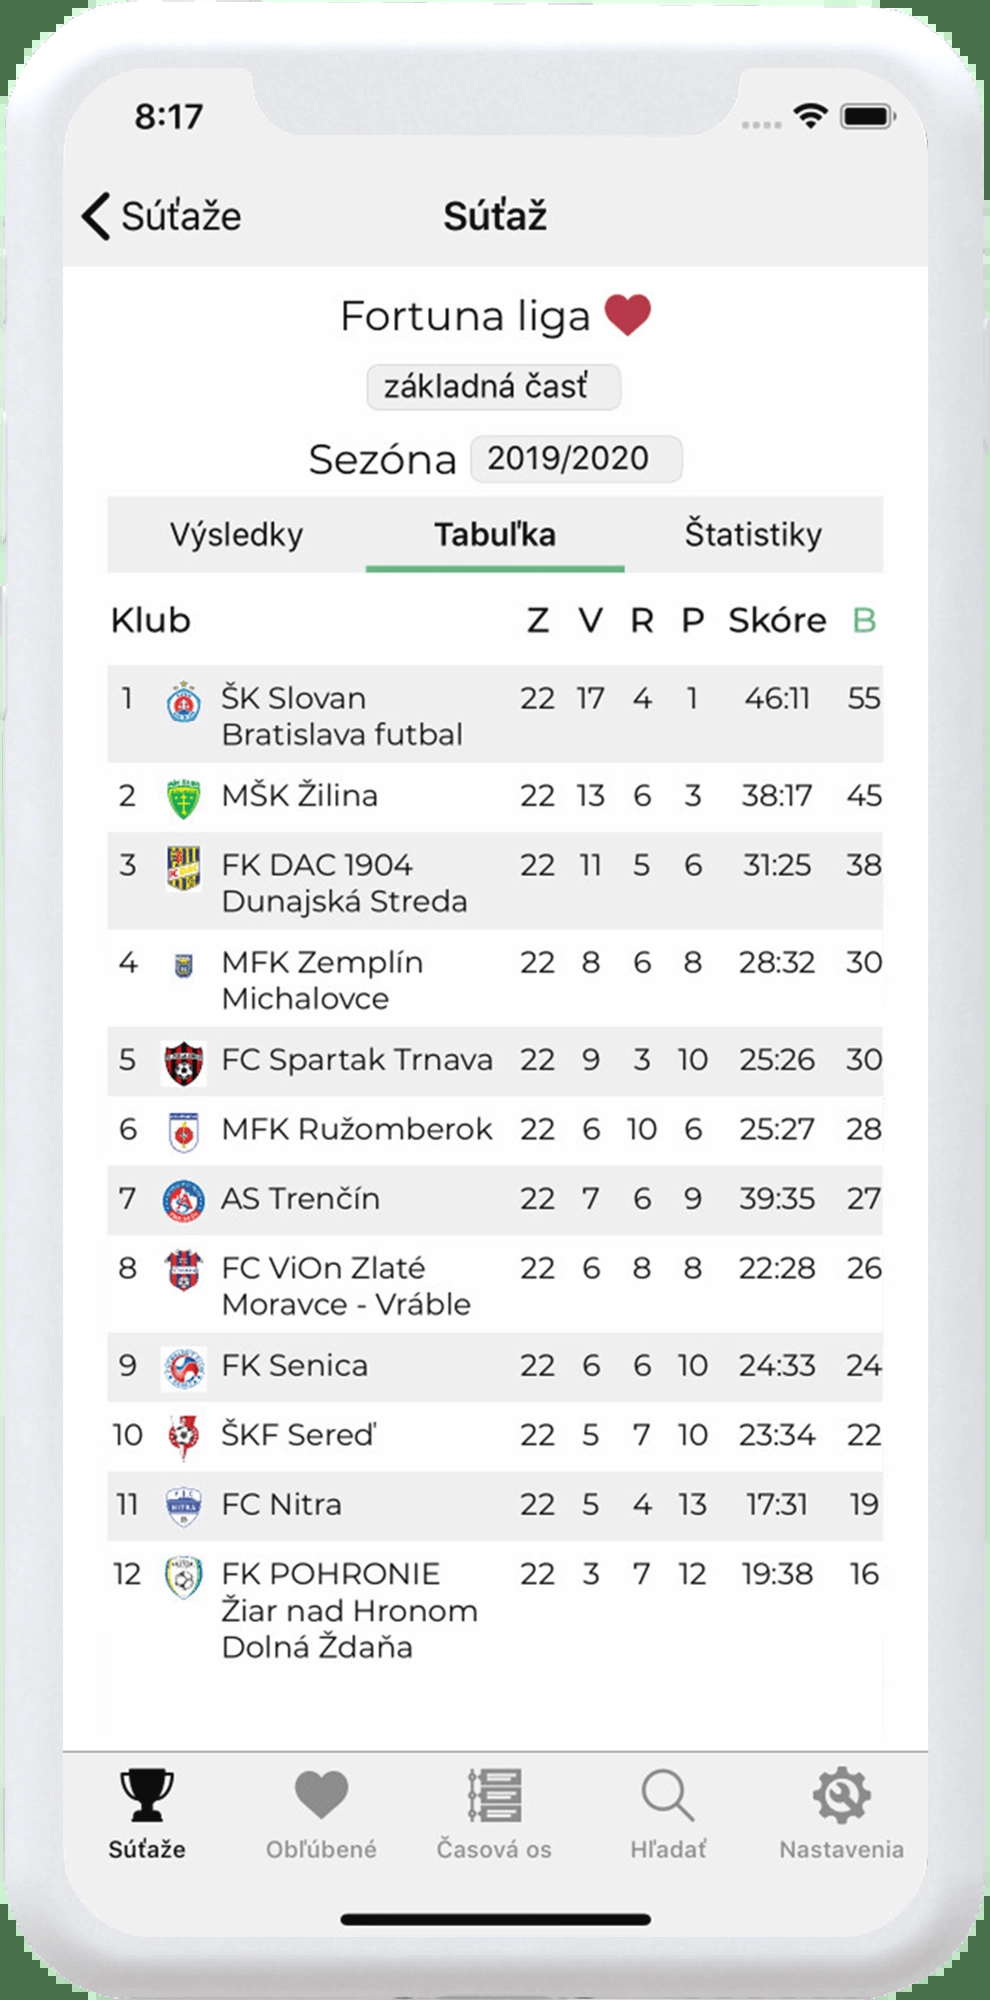 8:17
Súťaže Súťaž
Fortuna liga
základná časť
Sezóna 2019/2020
Výsledky Tabuľka Štatistiky
Klub Z V R P Skóre B
1 ŠK Slovan 22 17 4 1 46:11 55
Bratislava futbal
2 MŠK Žilina 22 13 6 3 38:17 45
3 FK DAC 1904 22 11 5 6 31:25 38
Dunajská Streda
4 MFK Zemplín 22 8 6 8 28:32 30
Michalovce
5 FC Spartak Trnava 22 9 3 10 25:26 30
6 MFK Ružomberok 22 6 10 6 25:27 28
7 AS Trenčín 22 7 6 9 39:35 27
8 FC ViOn Zlaté 22 6 8 8 22:28 26
Moravce - Vráble
9 FK Senica 22 6 6 10 24:33 24
10 ŠKF Sereď 22 5 7 10 23:34 22
11 FC Nitra 22 5 4 13 17:31 19
12 FK POHRONIE 22 3 7 12 19:38 16
Žiar nad Hronom
Dolná Ždaňa
Súťaže Obľúbené Časová os Hľadať Nastavenia